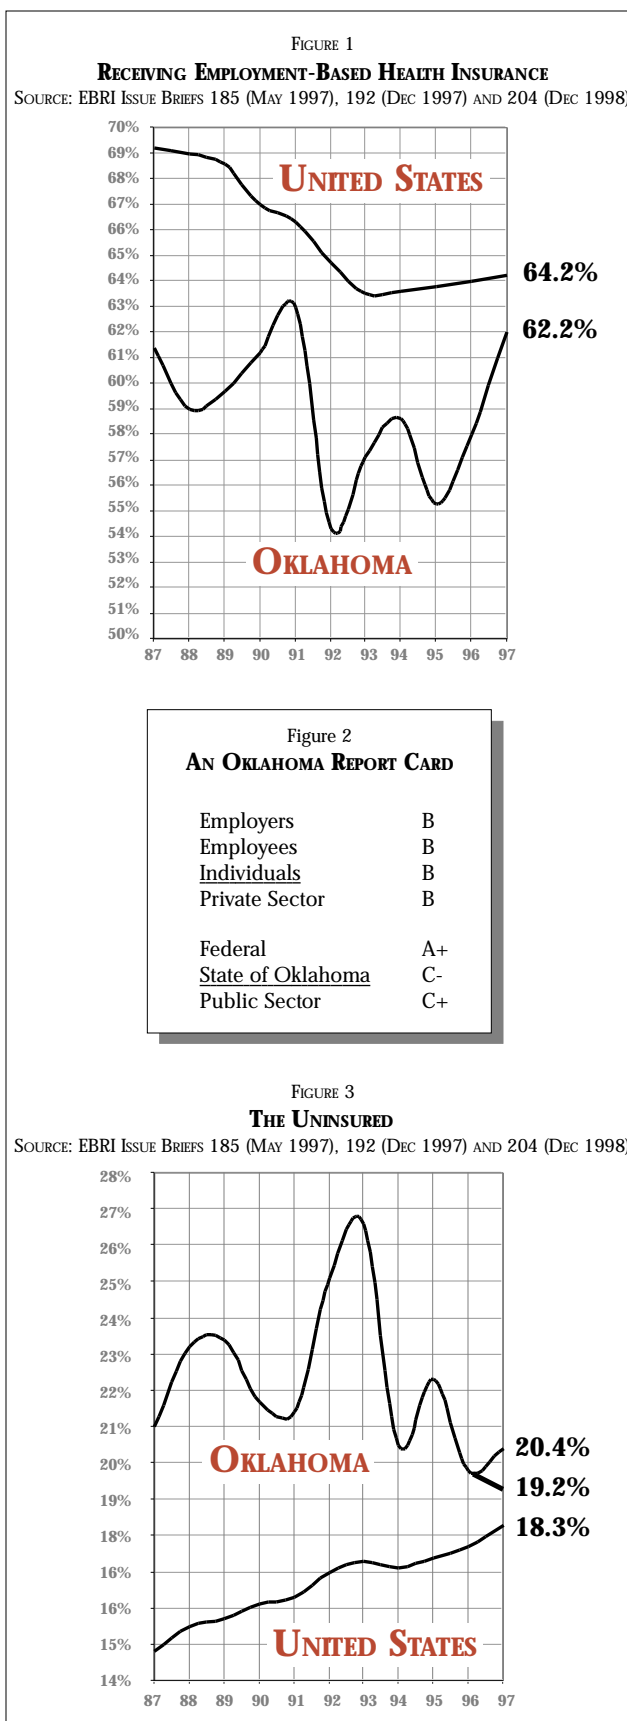 Figure 1
Receiving Employment-Based Health Insurance
Source: EBRI Issue Briefs 185 (May 1997), 192 (Dec 1997) and 204 (Dec 1998)
70%
69%
United States
68%
67%
66%
65%
64%
64.2%
63%
62%
62.2%
61%
60%
59%
58%
57%
56%
55%
54%
53%
Oklahoma
52%
51%
50%
87 88 89 90 91 92 93 94 95 96 97
Figure 2
An Oklahoma Report Card
Employers B
Employees B
Individuals B
Private Sector B
Federal A+
State of Oklahoma C-
Public Sector C+
Figure 3
The Uninsured
Source: EBRI Issue Briefs 185 (May 1997), 192 (Dec 1997) and 204 (Dec 1998)
28%
27%
26%
25%
24%
23%
22%
21%
20%
Oklahoma
20.4%
19%
19.2%
18%
18.3%
16%
16%
15%
United States
14%
87 88 89 90 91 92 93 94 95 96 97